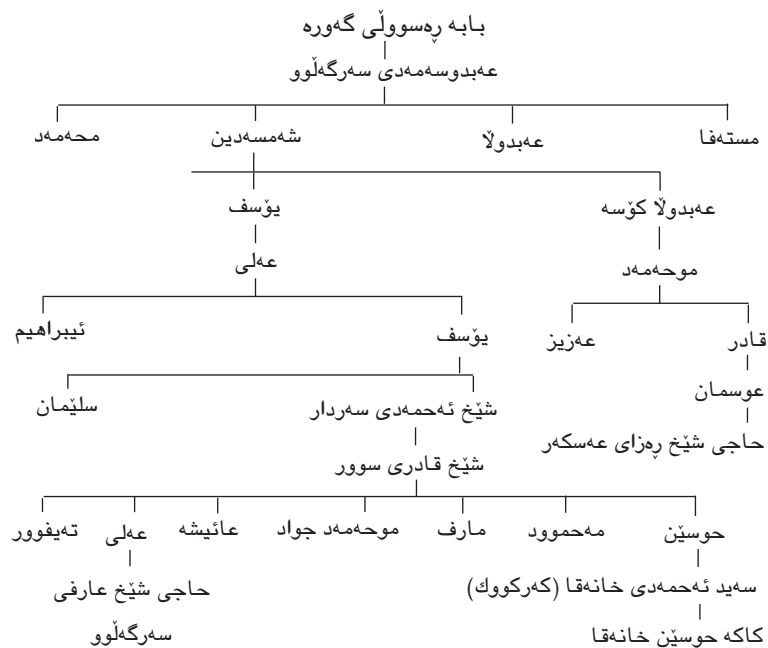 بابە ڕەسووڵی گەورە
عەبدوسەمەدی سەرگەڵوو
مستەفا عەبدوڵا شەمسەدین محەمەد
عەبدوڵا کۆسە یۆسف
موحەمەد عەلی
قادر عەزیز یۆسف ئیبراهیم
عوسمان
شێخ ئەحمەدی سەردار سلێمان
حاجی شێخ ڕەزای عەسکەر
شێخ قادری سوور
حوسێن مەحموود مارف موحەمەد جواد عائیشە عەلی تەیفوور
سەید ئەحمەدی خانەقا (کەرکووك) حاجی شێخ عارفی
کاکە حوسێن خانەقا سەرگەڵوو